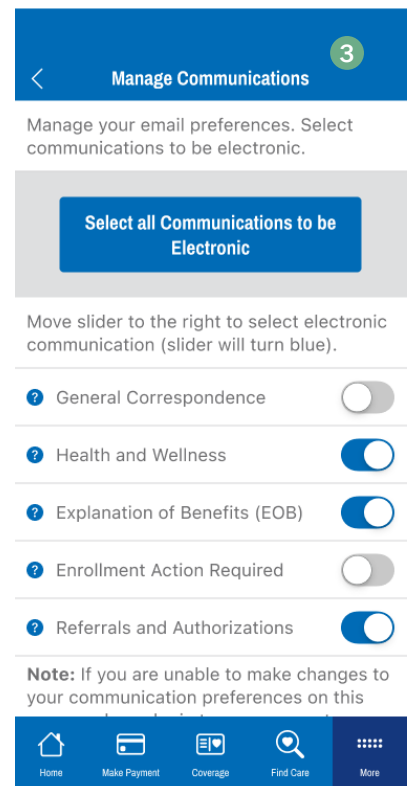 3
Manage Communications
Manage your email preferences. Select
communications to be electronic.
Select all Communications to be
Electronic
Move slider to the right to select electronic
communication (slider will turn blue).
? General Correspondence
? Health and Wellness
? Explanation of Benefits (EOB)
? Enrollment Action Required
? Referrals and Authorizations
Note: If you are unable to make changes to
your communication preferences on this
Home Make Payment Coverage Find Care More